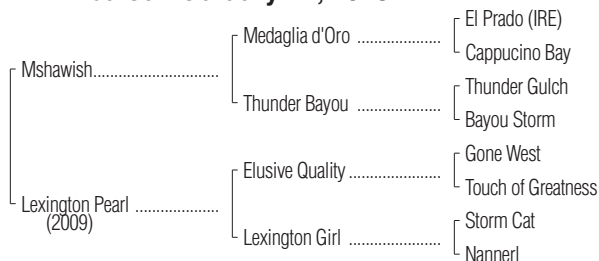 El Prado (IRE)
Medaglia d'Oro ......................
Cappucino Bay
Mshawish.................................
Thunder Gulch
Thunder Bayou ......................
Bayou Storm
Gone West
Elusive Quality ......................
Touch of Greatness
Lexington Pearl ......................
(2009)
Storm Cat
Lexington Girl ......................
Nannerl